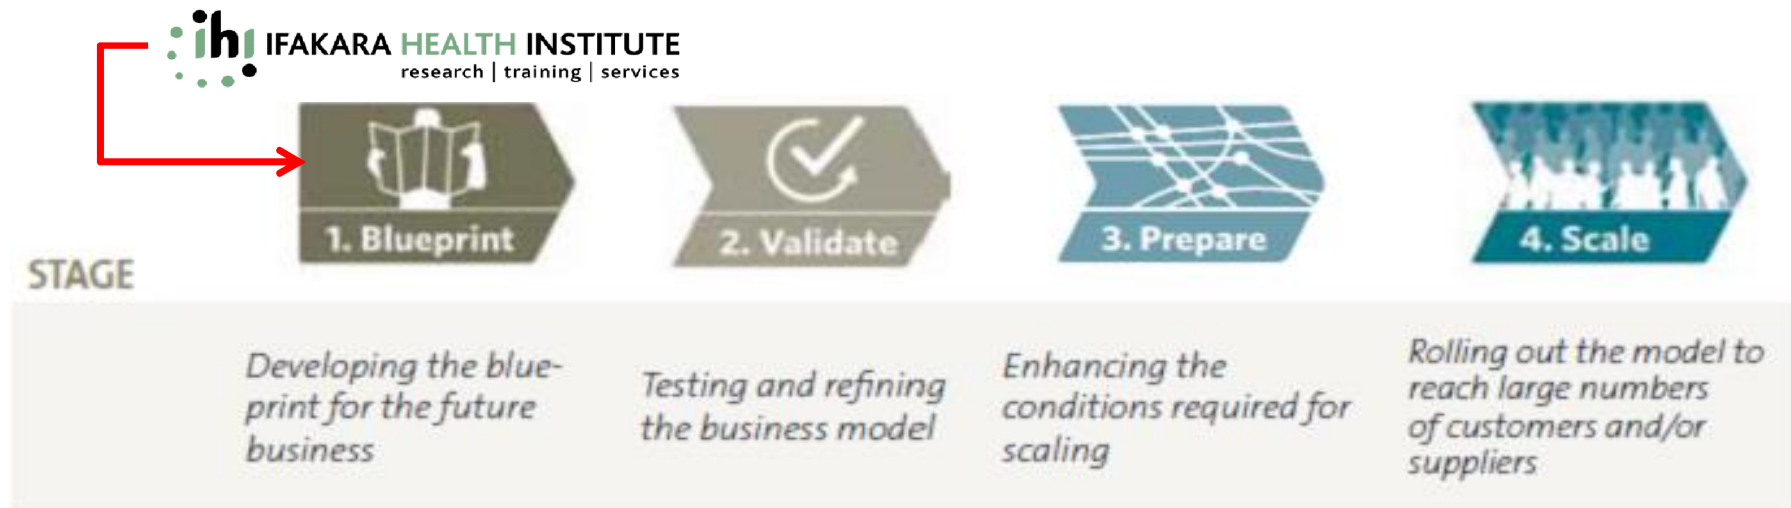 ihi IFAKARA HEALTH INSTITUTE
research | training | services
1. Blueprint
2. Validate
3. Prepare
4. Scale
STAGE
Developing the blue-
print for the future
business
Testing and refining
the business model
Enhancing the
conditions required for
scaling
Rolling out the model to
reach large numbers
of customers and/or
suppliers